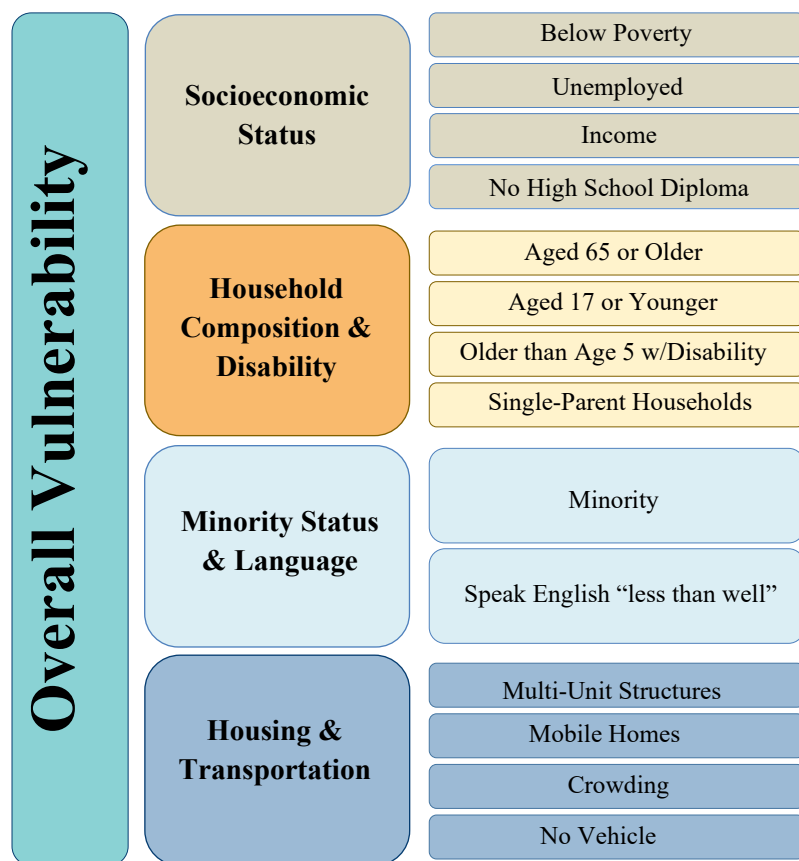 Overall Vulnerability
Socioeconomic
Status
Below Poverty
Unemployed
Income
No High School Diploma
Household
Composition &
Disability
Aged 65 or Older
Aged 17 or Younger
Older than Age 5 w/Disability
Single-Parent Households
Minority Status
& Language
Minority
Speak English “less than well”
Housing &
Transportation
Multi-Unit Structures
Mobile Homes
Crowding
No Vehicle